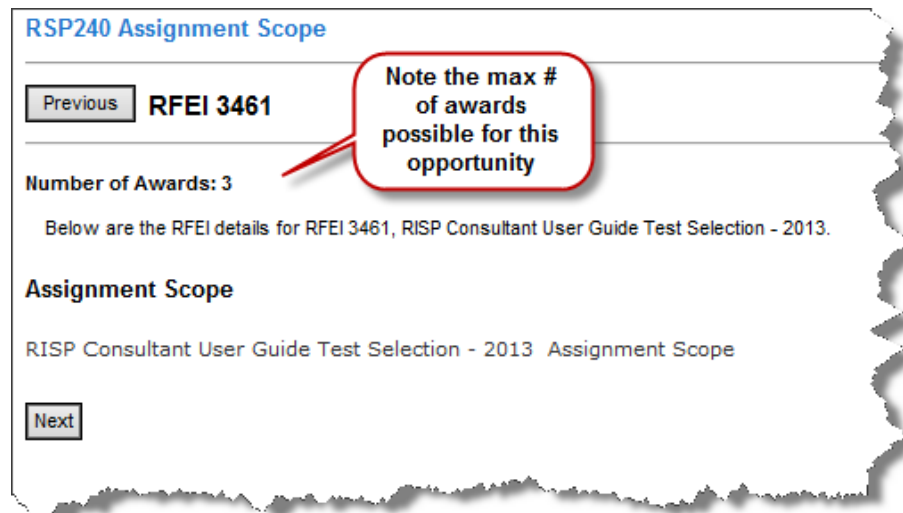 RSP240 Assignment Scope
Previous RFEI 3461
Note the max #
of awards
possible for this
opportunity
Number of Awards: 3
Below are the RFEI details for RFEI 3461, RISP Consultant User Guide Test Selection - 2013.
Assignment Scope
RISP Consultant User Guide Test Selection - 2013 Assignment Scope
Next